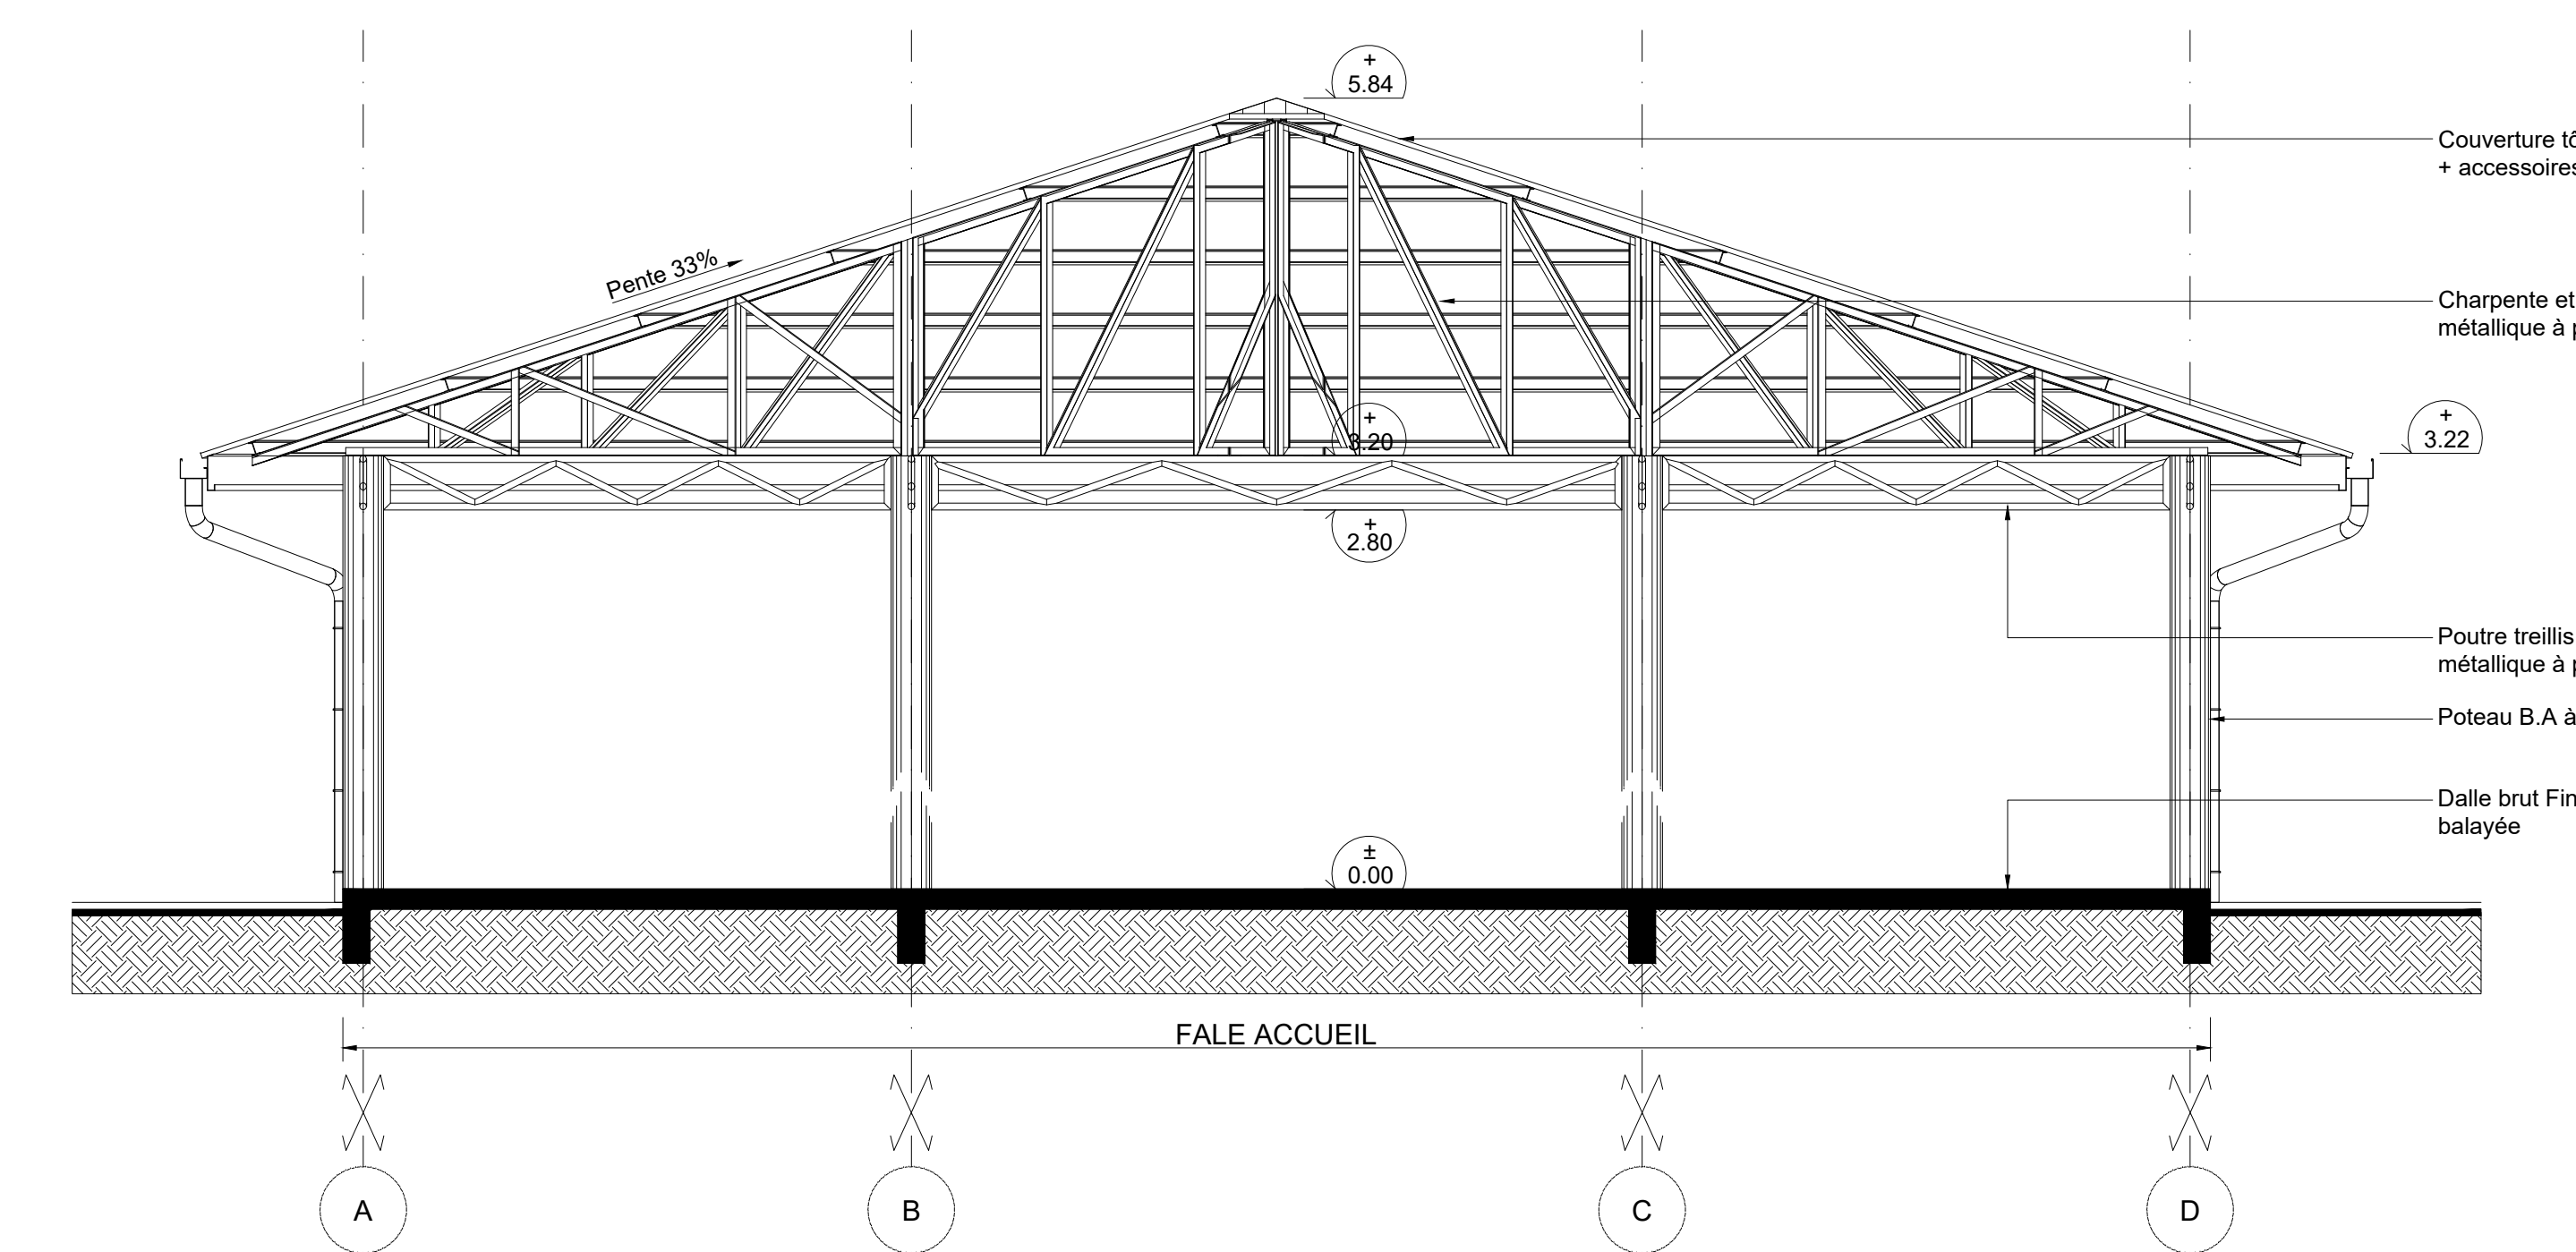 +
5.84
Couverture tô
+ accessoires
Pente 33%
Charpente et
métallique à p
+
3.20
+
3.22
+
2.80
Poutre treillis
métallique à p
Poteau B.A à
Dalle brut Fin
balayée
±
0.00
FALE ACCUEIL
A
B
C
D